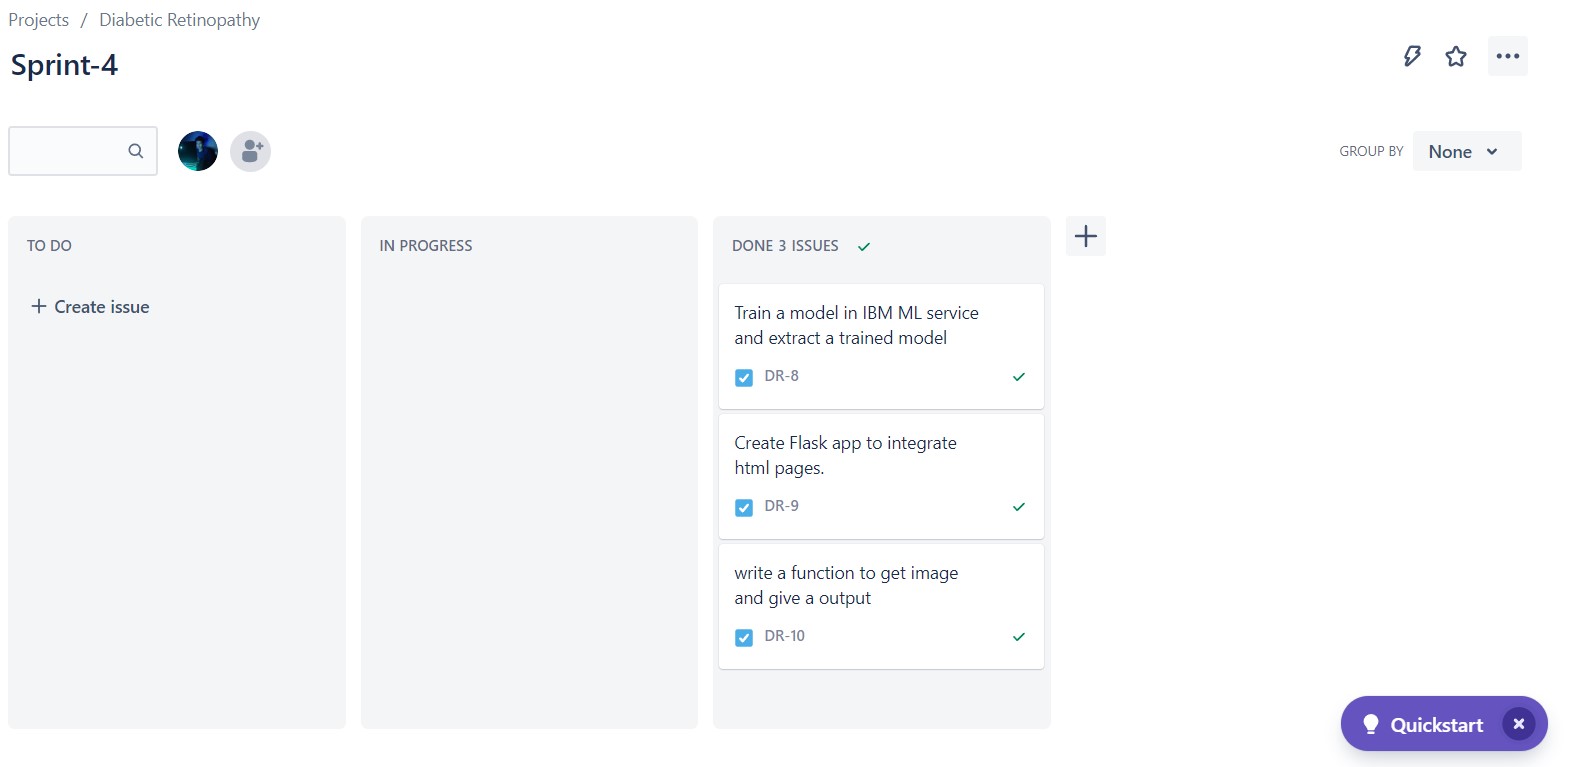 Projects / Diabetic Retinopathy
Sprint-4
GROUP BY None
TO DO
Create issue
IN PROGRESS
DONE 3 ISSUES
Train a model in IBM ML service
and extract a trained model
DR-8
Create Flask app to integrate
html pages.
DR-9
write a function to get image
and give a output
DR-10
Quickstart